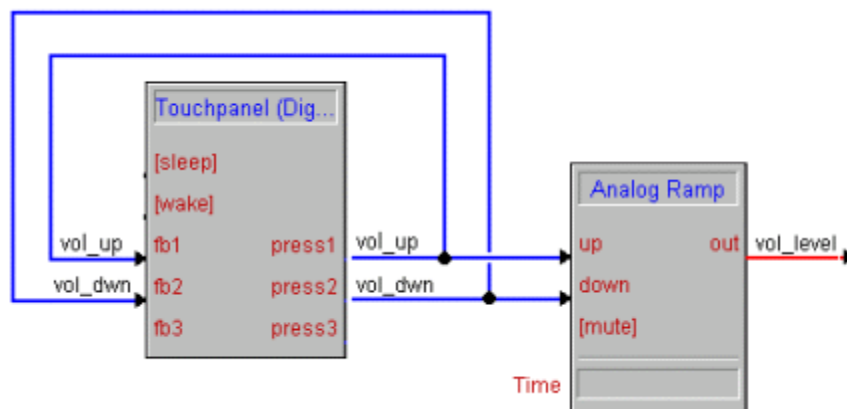 Touchpanel (Dig...
[sleep]
[wake]
vol_up fb1 press1 vol_up
vol_dwn fb2 press2 vol_dwn
fb3 press3
Analog Ramp
up out vol_level
down
[mute]
Time